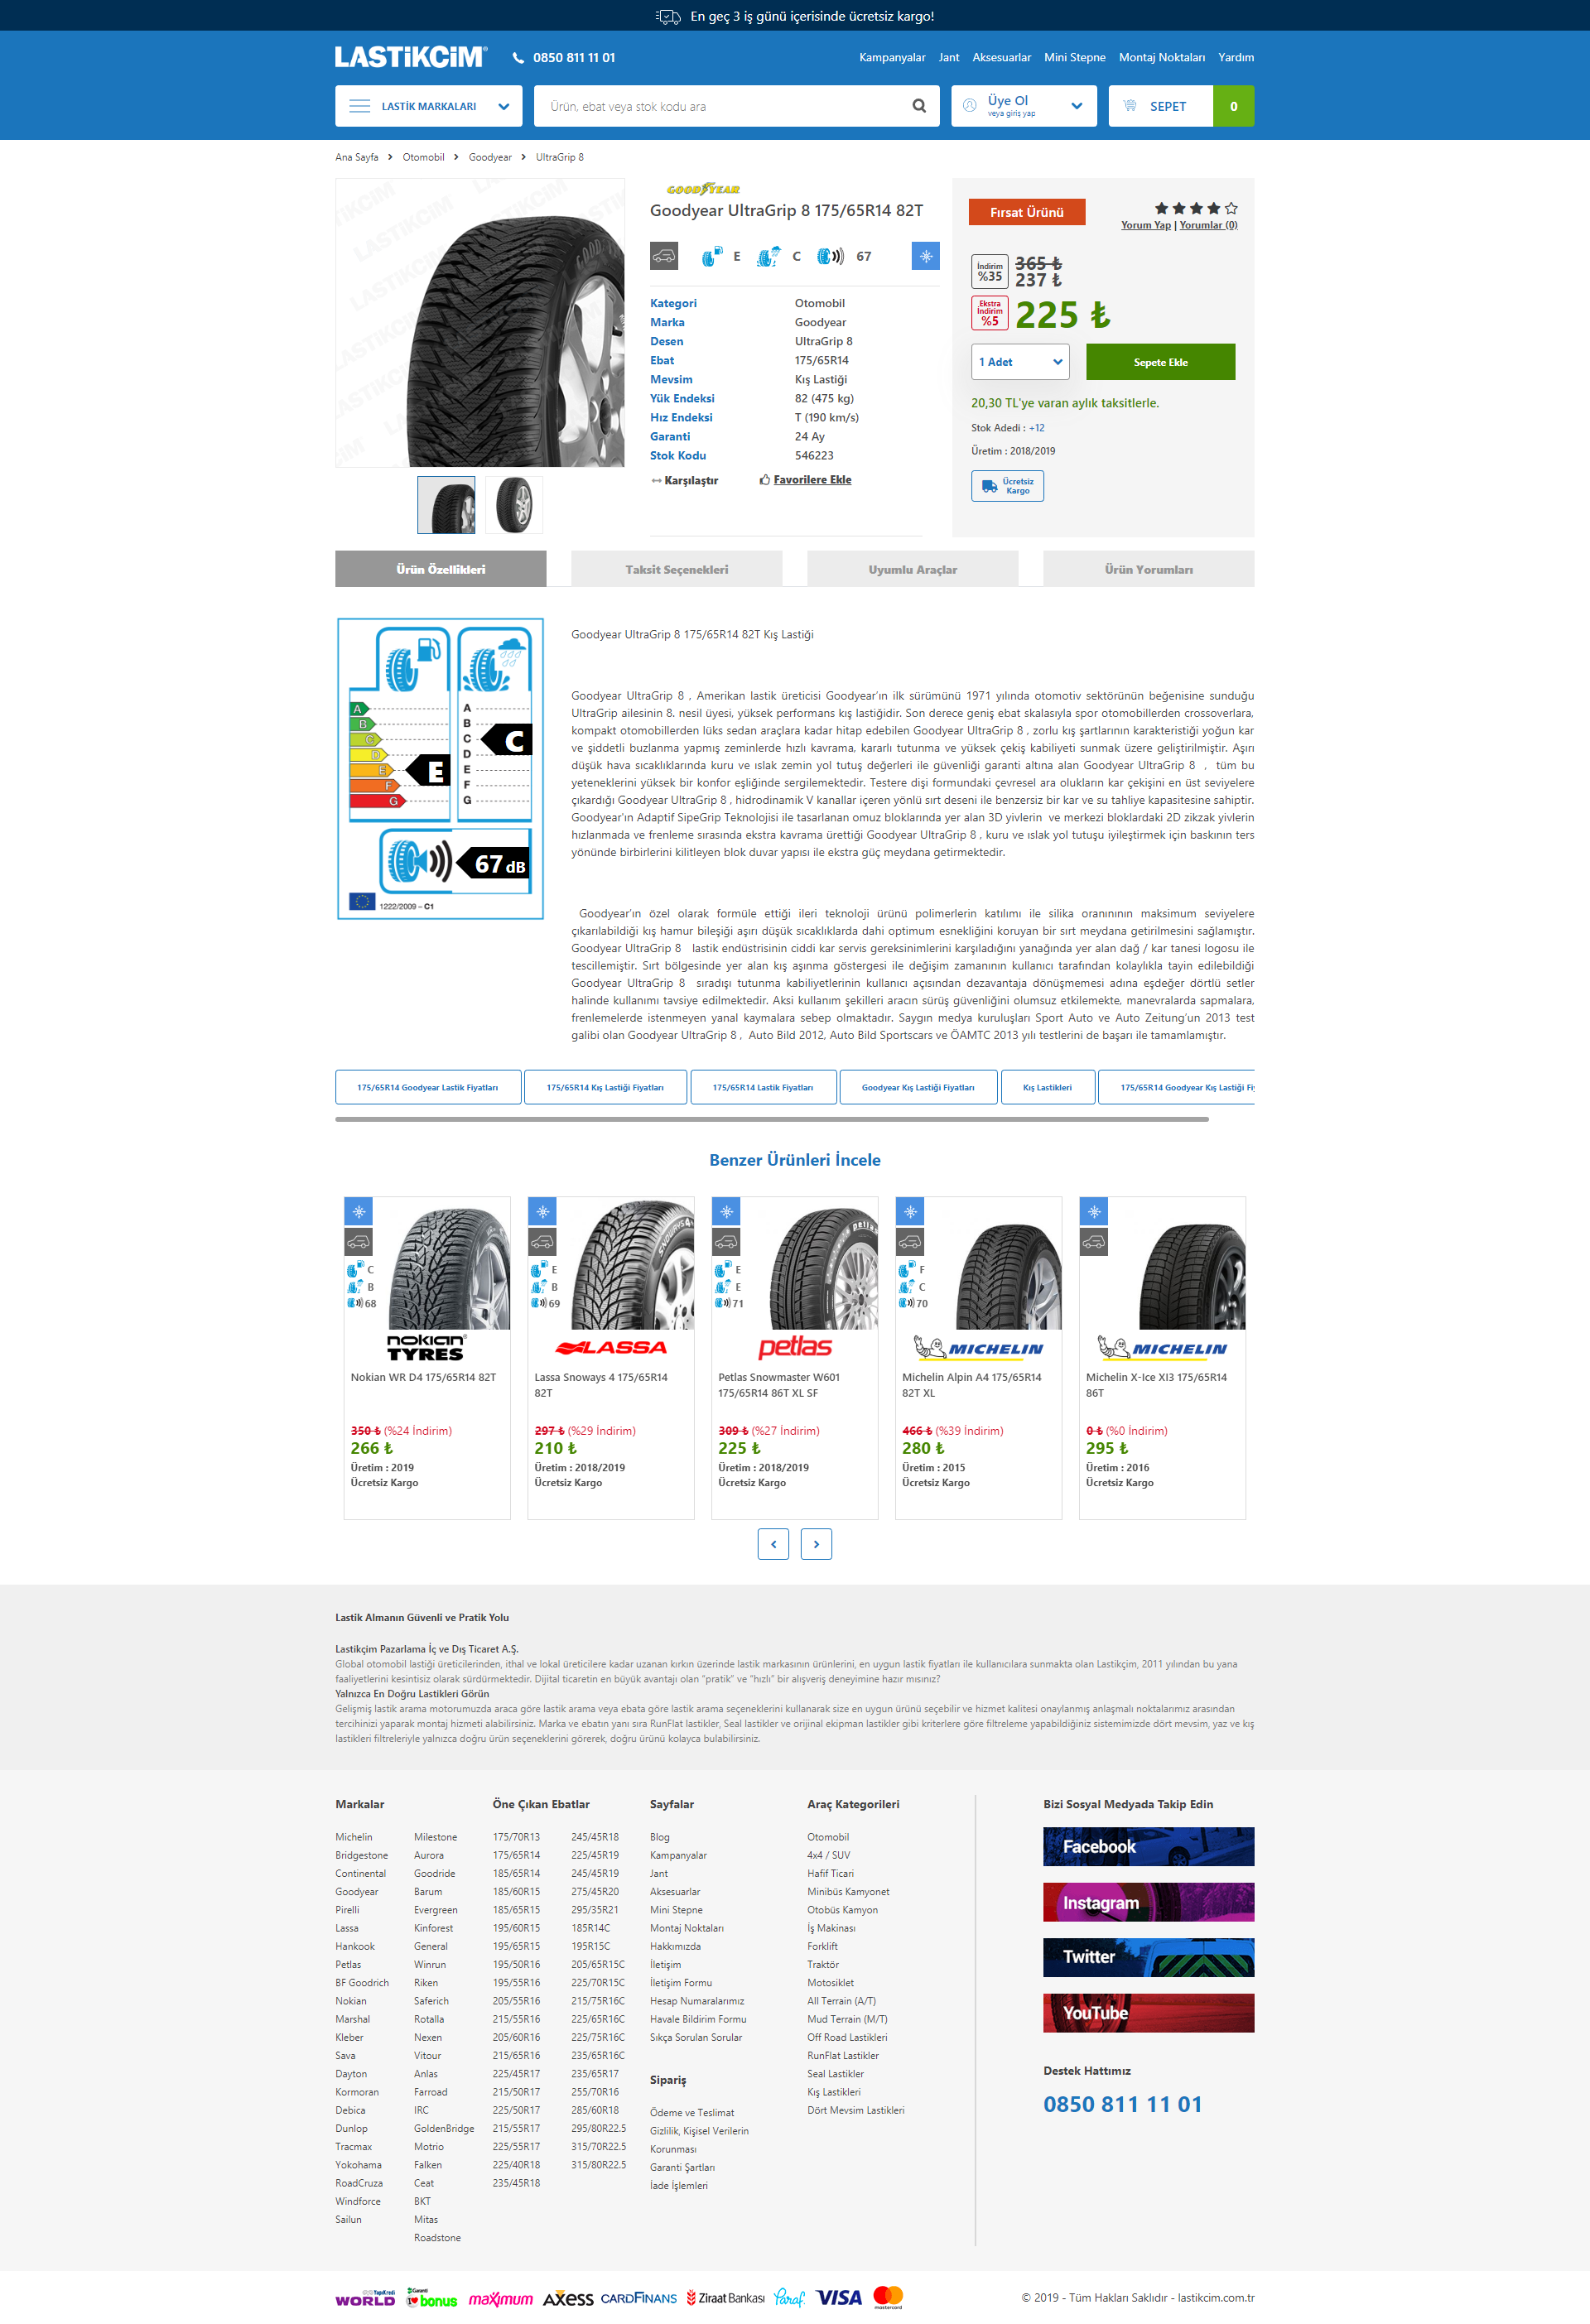 En geç 3 iş günü içerisinde ücretsiz kargo!
LASTiKCiM
0850 811 11 01
Kampanyalar Jant Aksesuarlar Mini Stepne Montaj Noktaları Yardım
LASTİK MARKALARI
Ürün, ebat veya stok kodu ara
Üye Ol
veya giriş yap
SEPET 0
Ana Sayfa Otomobil Goodyear UltraGrip 8
GOODYEAR
Goodyear UltraGrip 8 175/65R14 82T
E C 67
Kategori Otomobil
Marka Goodyear
Desen UltraGrip 8
Ebat 175/65R14
Mevsim Kış Lastiği
Yük Endeksi 82 (475 kg)
Hız Endeksi T (190 km/s)
Garanti 24 Ay
Stok Kodu 546223
Karşılaştır Favorilere Ekle
Fırsat Ürünü
Yorum Yap | Yorumlar (0)
İndirim
%35
365 ₺
237 ₺
Ekstra
İndirim
%5
225 ₺
1 Adet
Sepete Ekle
20,30 TL'ye varan aylık taksitlerle.
Stok Adedi : +12
Üretim : 2018/2019
Ücretsiz
Kargo
Ürün Özellikleri Taksit Seçenekleri Uyumlu Araçlar Ürün Yorumları
A
B
C
D
E
F
G
E
A
B
C
D
E
F
G
C
67 dB
1222/2009 – C1
Goodyear UltraGrip 8 175/65R14 82T Kış Lastiği
Goodyear UltraGrip 8 , Amerikan lastik üreticisi Goodyear'ın ilk sürümünü 1971 yılında otomotiv sektörünün beğenisine sunduğu
UltraGrip ailesinin 8. nesil üyesi, yüksek performans kış lastiğidir. Son derece geniş ebat skalasıyla spor otomobillerden crossoverlara,
kompakt otomobillerden lüks sedan araçlara kadar hitap edebilen Goodyear UltraGrip 8 , zorlu kış şartlarının karakteristiği yoğun kar
ve şiddetli buzlanma yapmış zeminlerde hızlı kavrama, kararlı tutunma ve yüksek çekiş kabiliyeti sunmak üzere geliştirilmiştir. Aşırı
düşük hava sıcaklıklarında kuru ve ıslak zemin yol tutuş değerleri ile güvenliği garanti altına alan Goodyear UltraGrip 8 , tüm bu
yeteneklerini yüksek bir konfor eşliğinde sergilemektedir. Testere dişi formundaki çevresel ara olukların kar çekişini en üst seviyelere
çıkardığı Goodyear UltraGrip 8 , hidrodinamik V kanallar içeren yönlü sırt deseni ile benzersiz bir kar ve su tahliye kapasitesine sahiptir.
Goodyear'ın Adaptif SipeGrip Teknolojisi ile tasarlanan omuz bloklarında yer alan 3D yivlerin ve merkezi bloklardaki 2D zikzak yivlerin
hızlanmada ve frenleme sırasında ekstra kavrama ürettiği Goodyear UltraGrip 8 , kuru ve ıslak yol tutuşu iyileştirmek için baskının ters
yönünde birbirlerini kilitleyen blok duvar yapısı ile ekstra güç meydana getirmektedir.
Goodyear'ın özel olarak formüle ettiği ileri teknoloji ürünü polimerlerin katılımı ile silika oranınının maksimum seviyelere
çıkarılabildiği kış hamur bileşiği aşırı düşük sıcaklıklarda dahi optimum esnekliğini koruyan bir sırt meydana getirilmesini sağlamıştır.
Goodyear UltraGrip 8 lastik endüstrisinin ciddi kar servis gereksinimlerini karşıladığını yanağında yer alan dağ / kar tanesi logosu ile
tescillemiştir. Sırt bölgesinde yer alan kış aşınma göstergesi ile değişim zamanının kullanıcı tarafından kolaylıkla tayin edilebildiği
Goodyear UltraGrip 8 sıradışı tutunma kabiliyetlerinin kullanıcı açısından dezavantaja dönüşmemesi adına eşdeğer dörtlü setler
halinde kullanımı tavsiye edilmektedir. Aksi kullanım şekilleri aracın sürüş güvenliğini olumsuz etkilemekte, manevralarda sapmalara,
frenlemelerde istenmeyen yanal kaymalara sebep olmaktadır. Saygın medya kuruluşları Sport Auto ve Auto Zeitung'un 2013 test
galibi olan Goodyear UltraGrip 8 , Auto Bild 2012, Auto Bild Sportscars ve ÖAMTC 2013 yılı testlerini de başarı ile tamamlamıştır.
175/65R14 Goodyear Lastik Fiyatları 175/65R14 Kış Lastiği Fiyatları 175/65R14 Lastik Fiyatları Goodyear Kış Lastiği Fiyatları Kış Lastikleri 175/65R14 Goodyear Kış Lastiği Fiy
Benzer Ürünleri İncele
C
B
68
NOKIAN TYRES
Nokian WR D4 175/65R14 82T
350 ₺ (%24 İndirim)
266 ₺
Üretim : 2019
Ücretsiz Kargo
E
B
69
LASSA
Lassa Snoways 4 175/65R14
82T
297 ₺ (%29 İndirim)
210 ₺
Üretim : 2018/2019
Ücretsiz Kargo
E
E
71
petlas
Petlas Snowmaster W601
175/65R14 86T XL SF
309 ₺ (%27 İndirim)
225 ₺
Üretim : 2018/2019
Ücretsiz Kargo
F
C
70
MICHELIN
Michelin Alpin A4 175/65R14
82T XL
466 ₺ (%39 İndirim)
280 ₺
Üretim : 2015
Ücretsiz Kargo
MICHELIN
Michelin X-Ice XI3 175/65R14
86T
0 ₺ (%0 İndirim)
295 ₺
Üretim : 2016
Ücretsiz Kargo
Lastik Almanın Güvenli ve Pratik Yolu
Lastikçim Pazarlama İç ve Dış Ticaret A.Ş.
Global otomobil lastiği üreticilerinden, ithal ve lokal üreticilere kadar uzanan kırkın üzerinde lastik markasının ürünlerini, en uygun lastik fiyatları ile kullanıcılara sunmakta olan Lastikçim, 2011 yılından bu yana
faaliyetlerini kesintisiz olarak sürdürmektedir. Dijital ticaretin en büyük avantajı olan "pratik" ve "hızlı" bir alışveriş deneyimine hazır mısınız?
Yalnızca En Doğru Lastikleri Görün
Gelişmiş lastik arama motorumuzda araca göre lastik arama veya ebata göre lastik arama seçeneklerini kullanarak size en uygun ürünü seçebilir ve hizmet kalitesi onaylanmış anlaşmalı noktalarımız arasından
tercihinizi yaparak montaj hizmeti alabilirsiniz. Marka ve ebatın yanı sıra RunFlat lastikler, Seal lastikler ve orijinal ekipman lastikler gibi kriterlere göre filtreleme yapabildiğiniz sistemimizde dört mevsim, yaz ve kış
lastikleri filtreleriyle yalnızca doğru ürün seçeneklerini görerek, doğru ürünü kolayca bulabilirsiniz.
Markalar
Michelin
Bridgestone
Continental
Goodyear
Pirelli
Lassa
Hankook
Petlas
BF Goodrich
Nokian
Marshal
Kleber
Sava
Dayton
Kormoran
Debica
Dunlop
Tracmax
Yokohama
RoadCruza
Windforce
Sailun
Milestone
Aurora
Goodride
Barum
Evergreen
Kinforest
General
Winrun
Riken
Saferich
Rotalla
Nexen
Vitour
Anlas
Farroad
IRC
GoldenBridge
Motrio
Falken
Ceat
BKT
Mitas
Roadstone
Öne Çıkan Ebatlar
175/70R13
175/65R14
185/65R14
185/60R15
185/65R15
195/60R15
195/65R15
195/50R16
195/55R16
205/55R16
215/55R16
205/60R16
215/65R16
225/45R17
215/50R17
225/50R17
215/55R17
225/55R17
225/40R18
235/45R18
245/45R18
225/45R19
245/45R19
275/45R20
295/35R21
185R14C
195R15C
205/65R15C
225/70R15C
215/75R16C
225/65R16C
225/75R16C
235/65R16C
235/65R17
255/70R16
285/60R18
295/80R22.5
315/70R22.5
315/80R22.5
Sayfalar
Blog
Kampanyalar
Jant
Aksesuarlar
Mini Stepne
Montaj Noktaları
Hakkımızda
İletişim
İletişim Formu
Hesap Numaralarımız
Havale Bildirim Formu
Sıkça Sorulan Sorular
Sipariş
Ödeme ve Teslimat
Gizlilik, Kişisel Verilerin
Korunması
Garanti Şartları
İade İşlemleri
Araç Kategorileri
Otomobil
4x4 / SUV
Hafif Ticari
Minibüs Kamyonet
Otobüs Kamyon
İş Makinası
Forklift
Traktör
Motosiklet
All Terrain (A/T)
Mud Terrain (M/T)
Off Road Lastikleri
RunFlat Lastikler
Seal Lastikler
Kış Lastikleri
Dört Mevsim Lastikleri
Bizi Sosyal Medyada Takip Edin
Facebook
Instagram
Twitter
YouTube
Destek Hattımız
0850 811 11 01
YapıKredi WORLD Garanti bonus maximum AXESS CARDFINANS Ziraat Bankası Paraf VISA mastercard
© 2019 - Tüm Hakları Saklıdır - lastikcim.com.tr